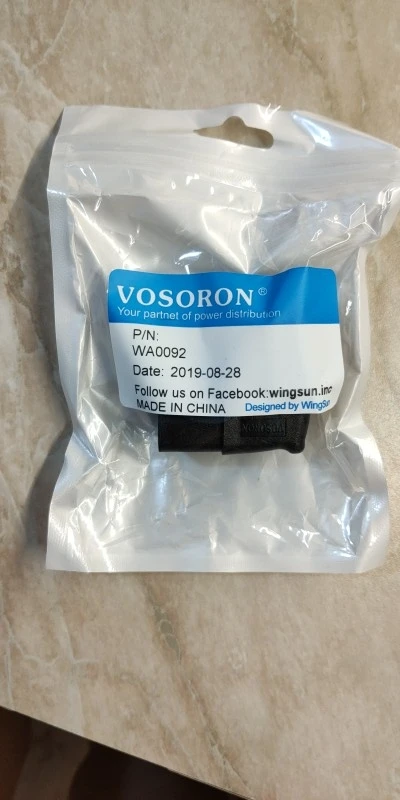 VOSORON®
Your partnet of power distribution
P/N:
WA0092
Date: 2019-08-28
Follow us on Facebook:wingsun.inc
MADE IN CHINA Designed by WingSun
VOSORON